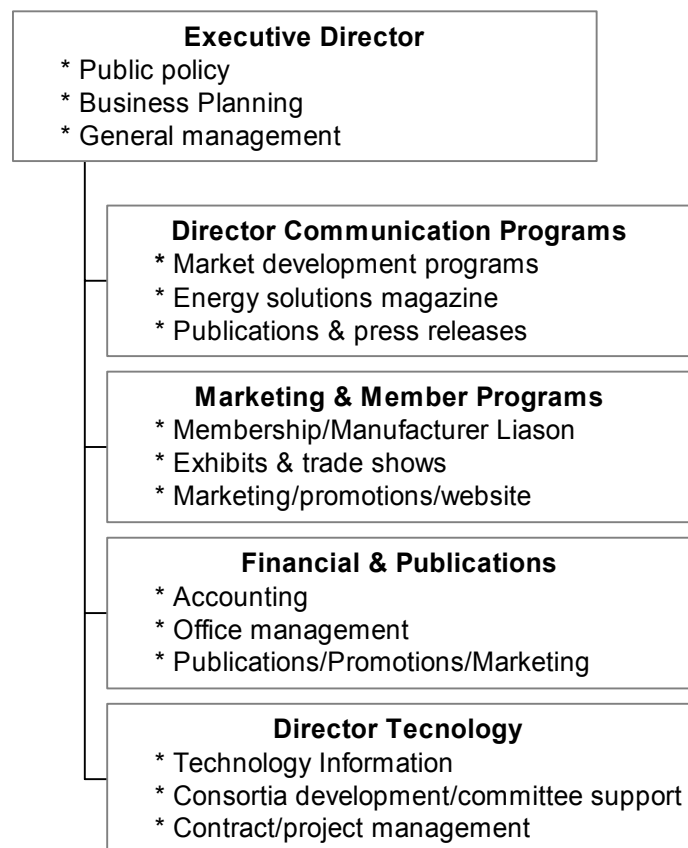 Executive Director
* Public policy
* Business Planning
* General management
Director Communication Programs
* Market development programs
* Energy solutions magazine
* Publications & press releases
Marketing & Member Programs
* Membership/Manufacturer Liason
* Exhibits & trade shows
* Marketing/promotions/website
Financial & Publications
* Accounting
* Office management
* Publications/Promotions/Marketing
Director Tecnology
* Technology Information
* Consortia development/committee support
* Contract/project management